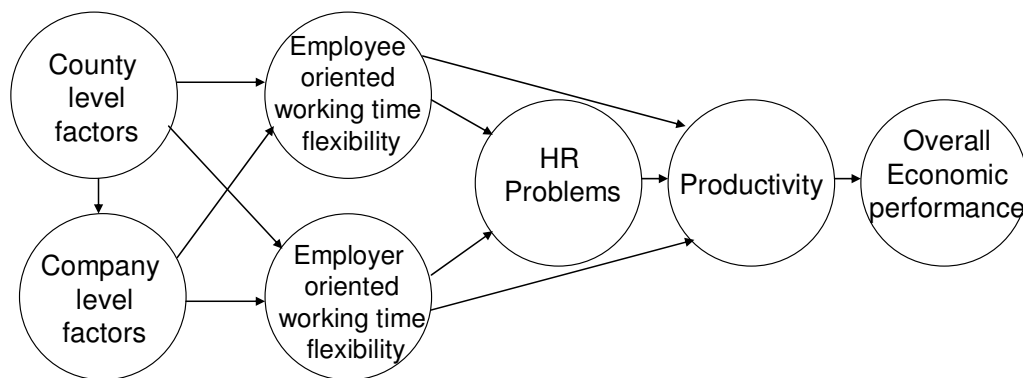 County
level
factors
Employee
oriented
working time
flexibility
HR
Problems
Productivity
Overall
Economic
performance
Company
level
factors
Employer
oriented
working time
flexibility